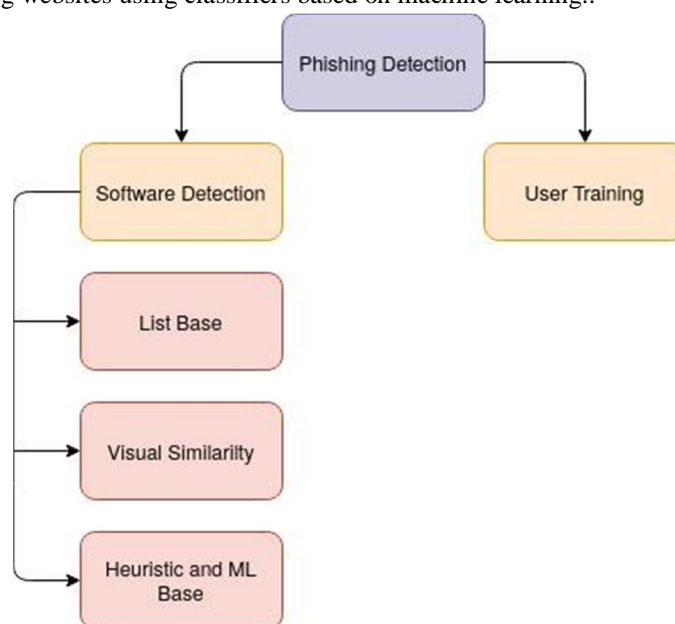 g websites using classifiers based on machine learning..
Phishing Detection
Software Detection
User Training
List Base
Visual Similarilty
Heuristic and ML
Base